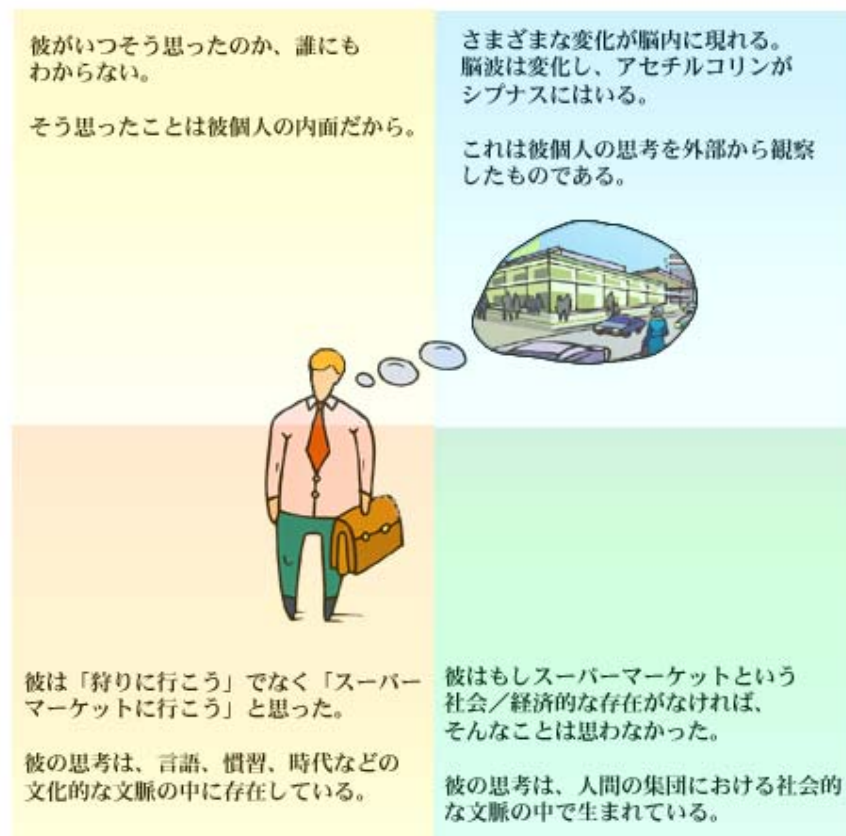 彼がいつそう思ったのか、誰にも
わからない。
そう思ったことは彼個人の内面だから。
さまざまな変化が脳内に現れる。
脳波は変化し、アセチルコリンが
シプナスにはいる。
これは彼個人の思考を外部から観察
したものである。
彼は「狩りに行こう」でなく「スーパー
マーケットに行こう」と思った。
彼の思考は、言語、慣習、時代などの
文化的な文脈の中に存在している。
彼はもしスーパーマーケットという
社会／経済的な存在がなければ、
そんなことは思わなかった。
彼の思考は、人間の集団における社会的
な文脈の中で生まれている。